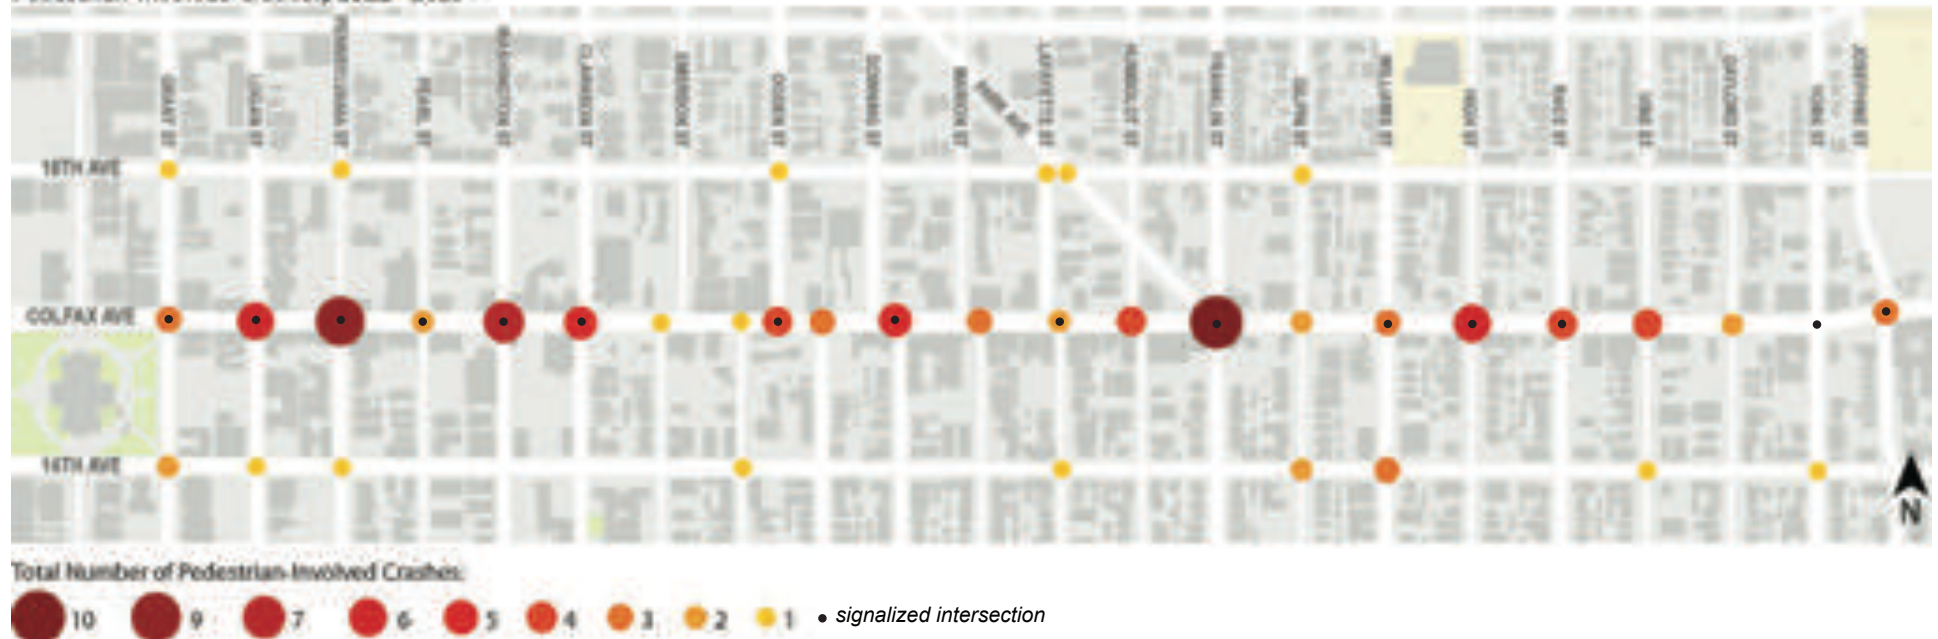 GRANT ST
LOGAN ST
PENNSYLVANIA ST
PEARL ST
WASHINGTON ST
CLARKSON ST
EMERSON ST
OGDEN ST
DOWNING ST
MARION ST
PARK AVE
LAFAYETTE ST
HUMBOLDT ST
FRANKLIN ST
GILPIN ST
WILLIAMS ST
HIGH ST
RACE ST
VINE ST
GAYLORD ST
YORK ST
JOSEPHINE ST
16TH AVE
COLFAX AVE
14TH AVE
N
Total Number of Pedestrian-Involved Crashes:
10 9 7 6 5 4 3 2 1 • signalized intersection